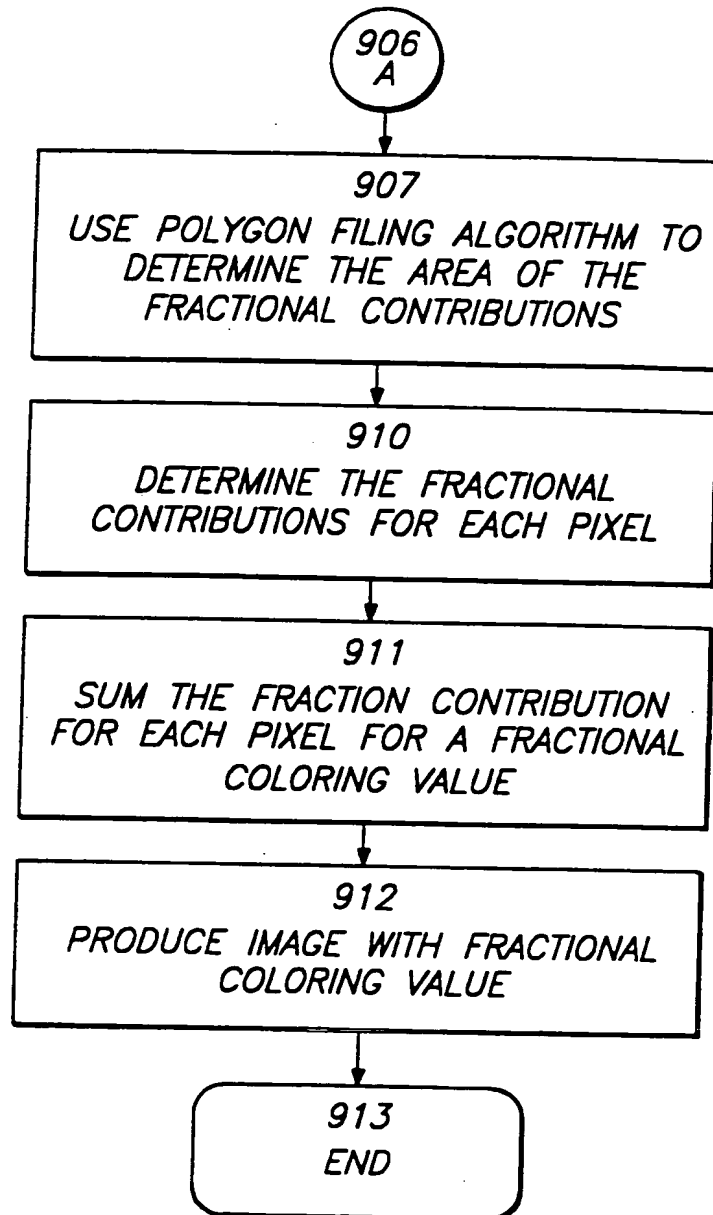 906
A
907
USE POLYGON FILING ALGORITHM TO
DETERMINE THE AREA OF THE
FRACTIONAL CONTRIBUTIONS
910
DETERMINE THE FRACTIONAL
CONTRIBUTIONS FOR EACH PIXEL
911
SUM THE FRACTION CONTRIBUTION
FOR EACH PIXEL FOR A FRACTIONAL
COLORING VALUE
912
PRODUCE IMAGE WITH FRACTIONAL
COLORING VALUE
913
END